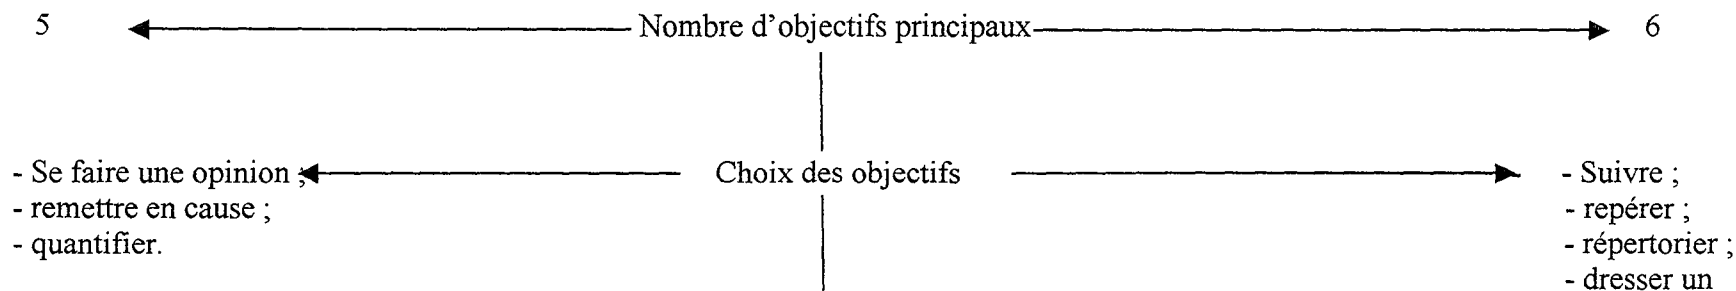 5 Nombre d'objectifs principaux 6
- Se faire une opinion ; Choix des objectifs - Suivre ;
- remettre en cause ; - repérer ;
- quantifier. - répertorier ;
- dresser un